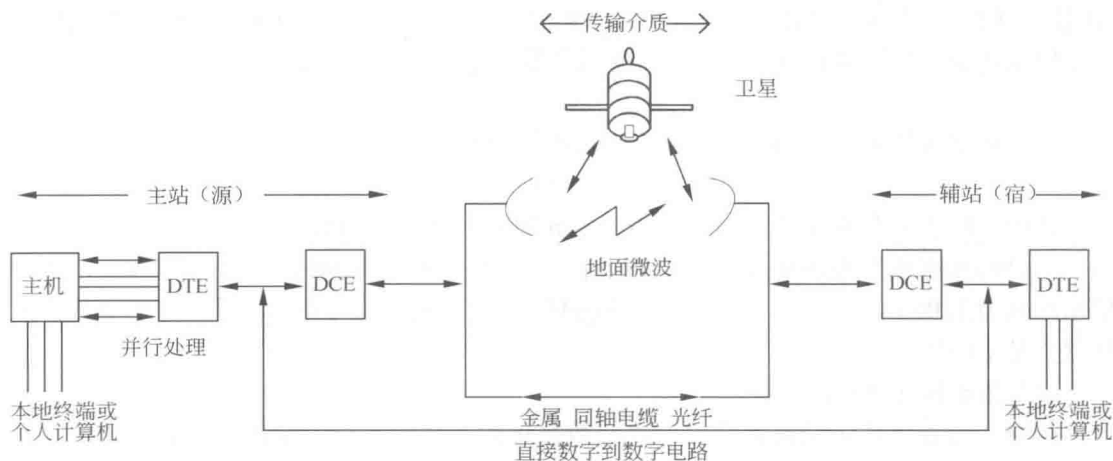 传输介质
卫星
主站（源）
辅站（宿）
主机
DTE
DCE
地面微波
DCE
DTE
并行处理
本地终端或
个人计算机
金属 同轴电缆 光纤
直接数字到数字电路
本地终端或
个人计算机